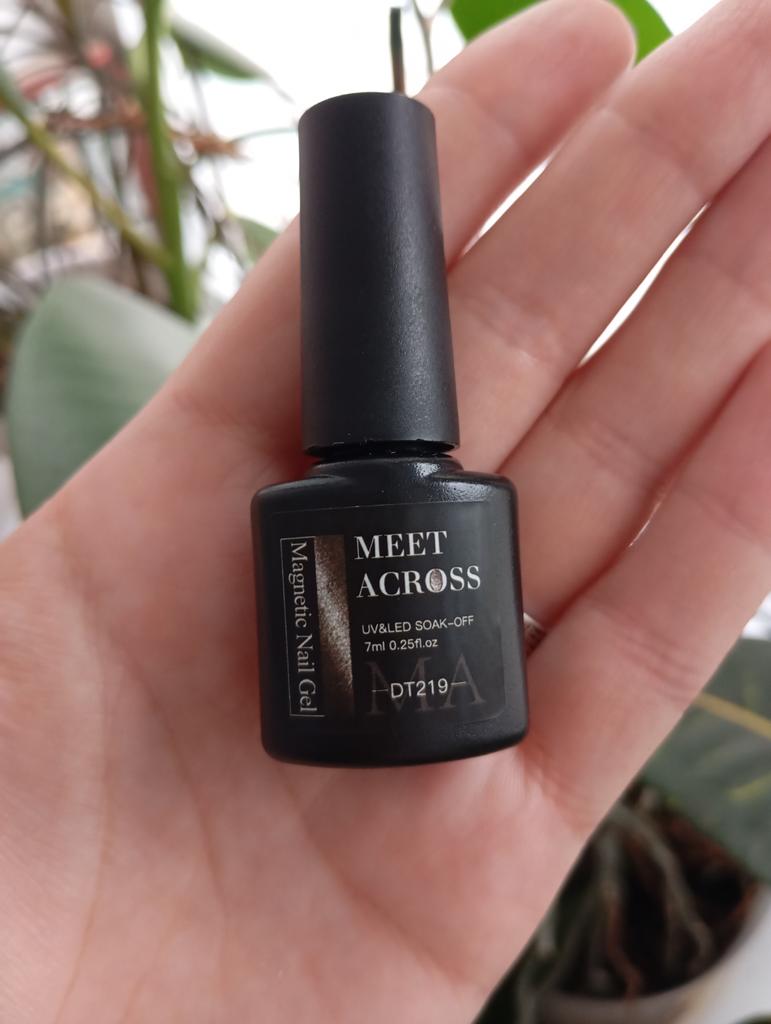 MEET
ACROSS
UV&LED SOAK-OFF
7ml 0.25fl.oz
MA
—DT219—
Magnetic Nail Gel